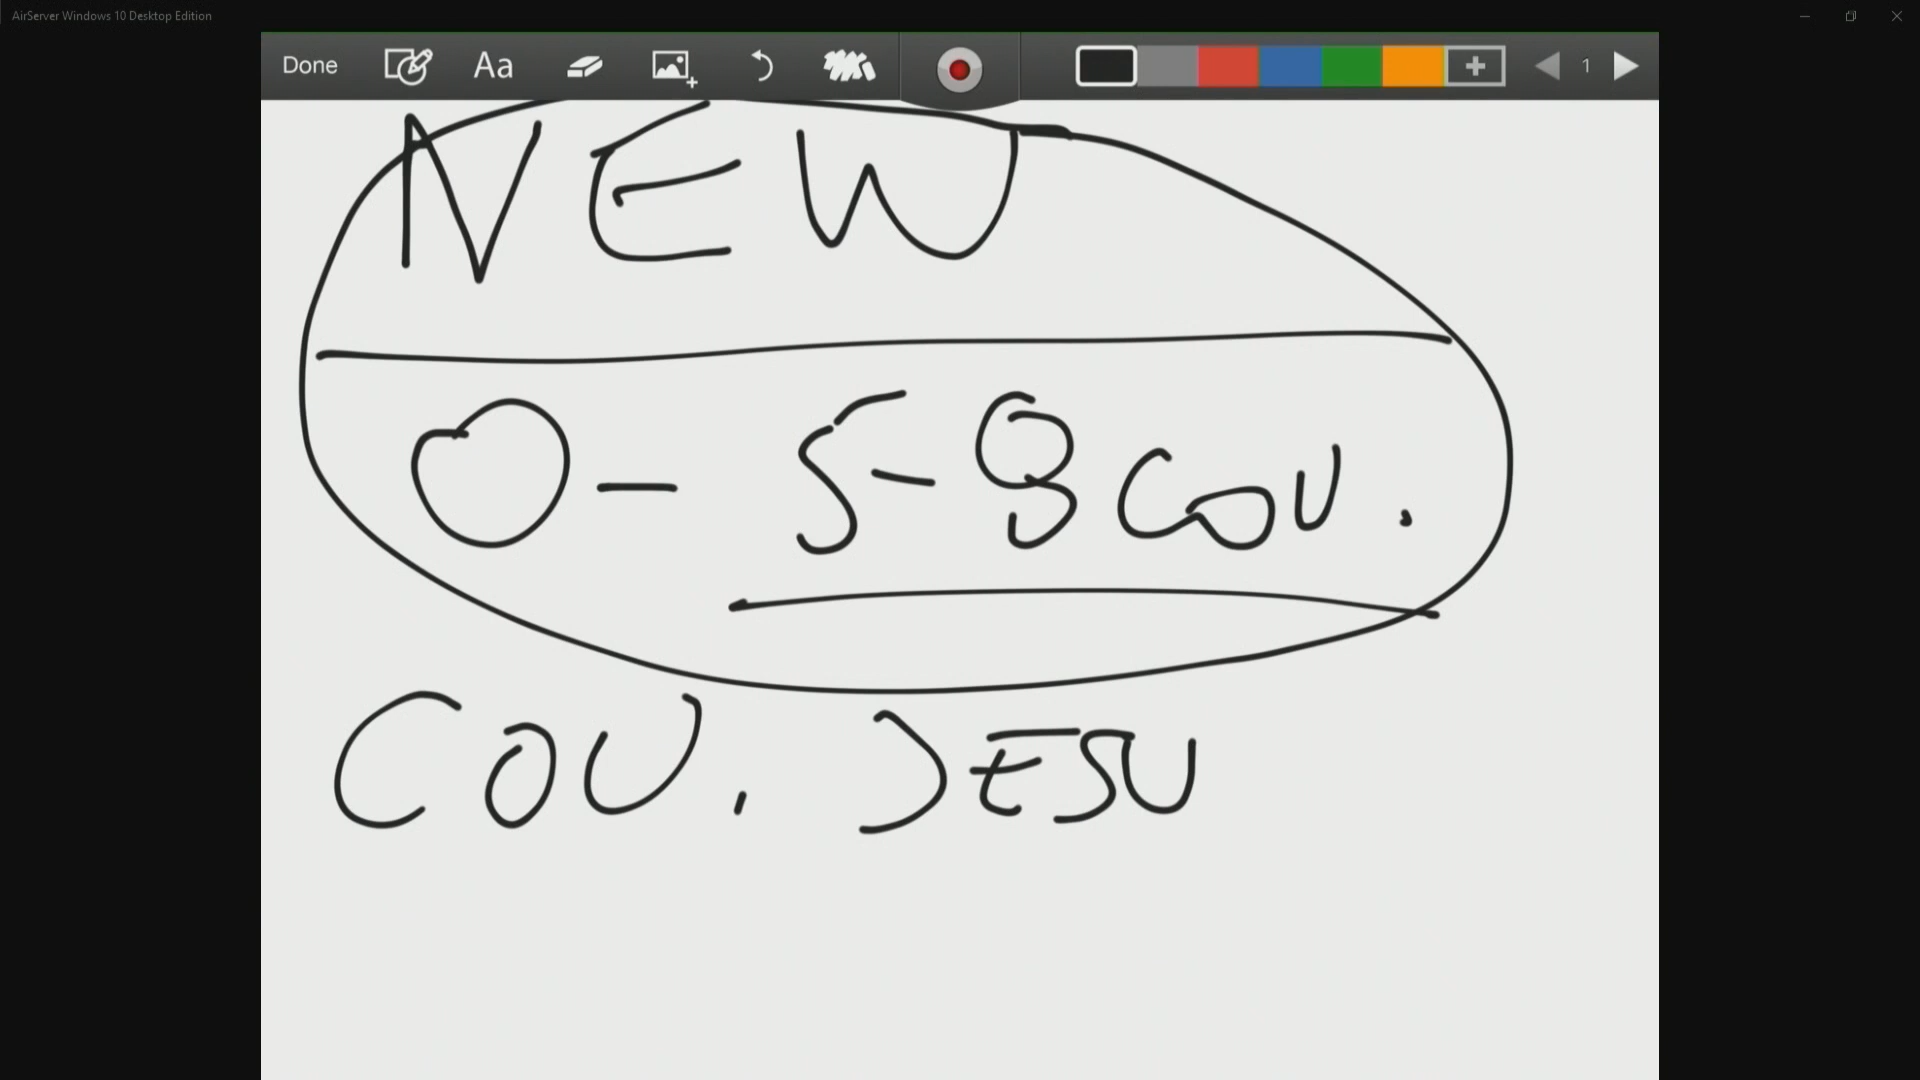 AirServer Windows 10 Desktop Edition
Done Aa 1
NEW
O - 5-8 COV.
COV. JESU